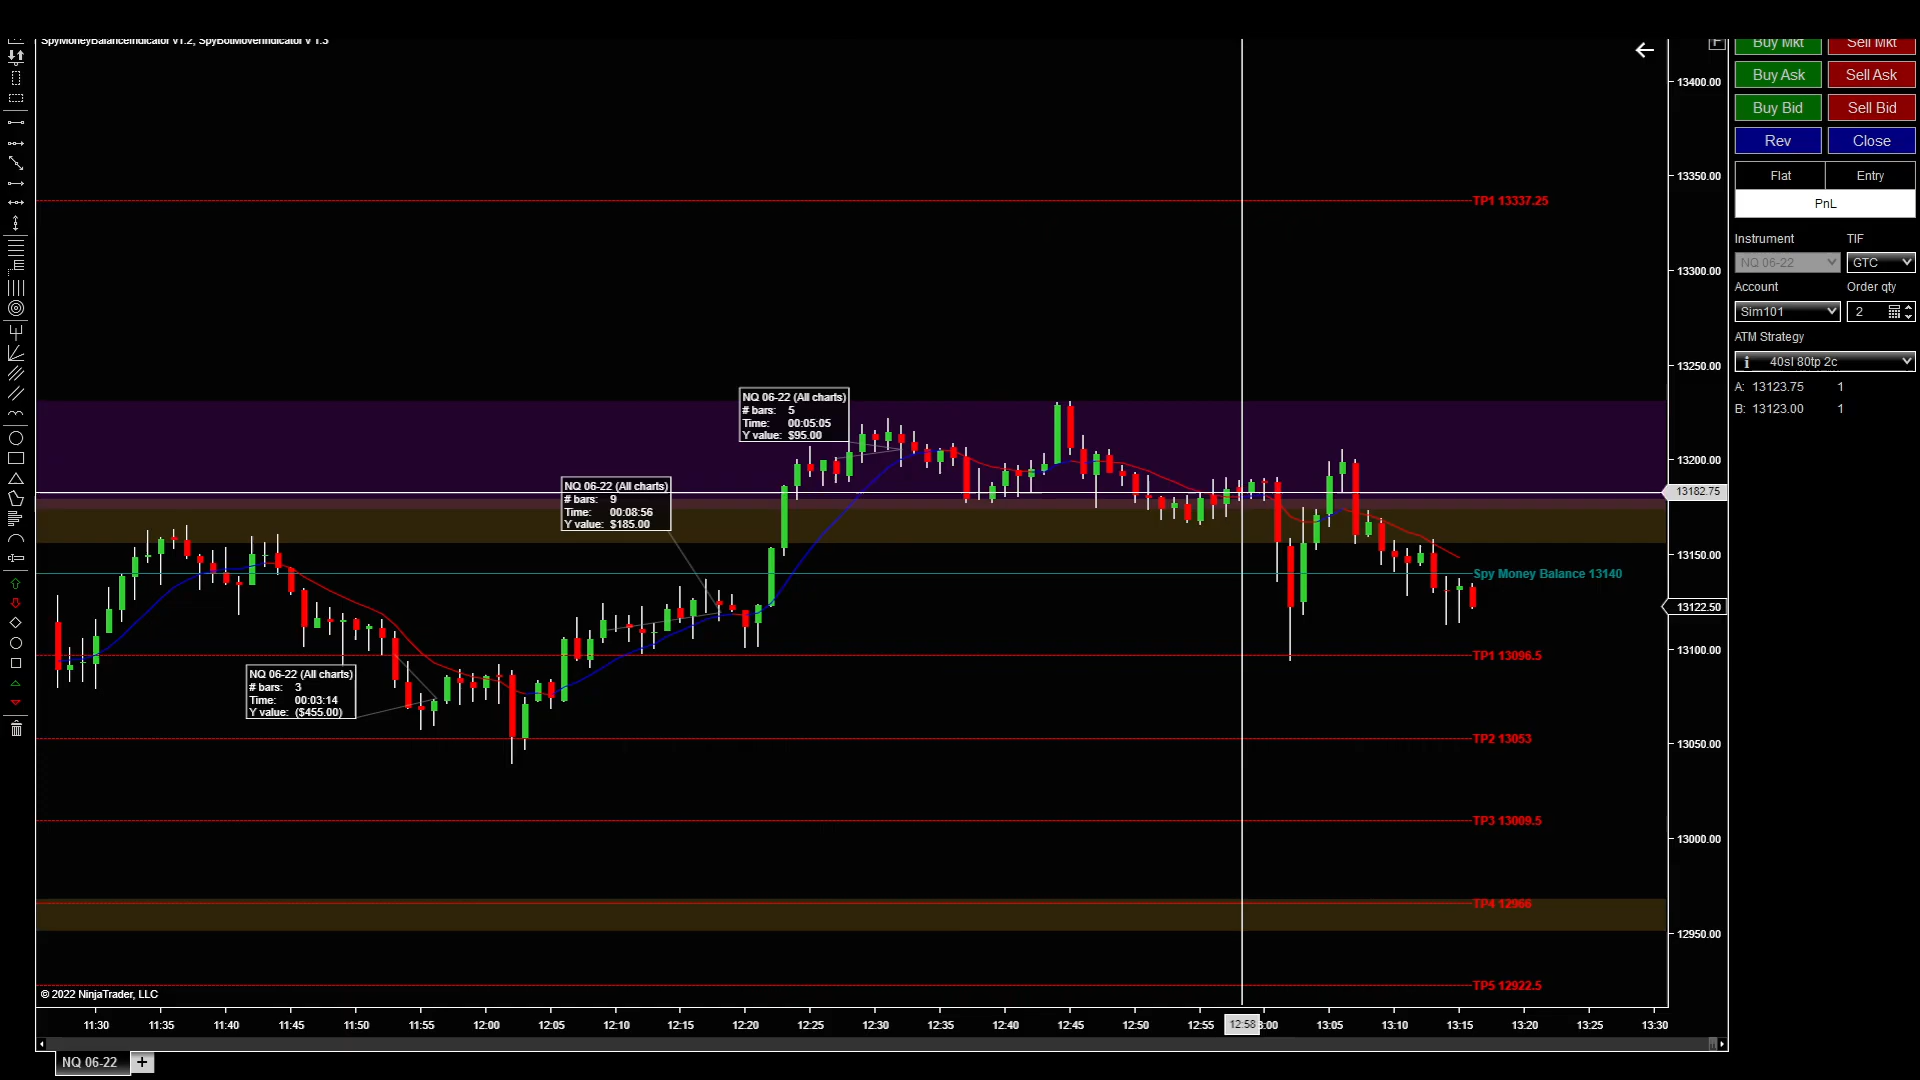 SpyMoneyBalanceIndicator V1.2, SpyBotMoverIndicator V 1.3
F
Buy Mkt
Sell Mkt
13400.00
Buy Ask
Sell Ask
Buy Bid
Sell Bid
Rev
Close
13350.00
Flat
Entry
TP1 13337.25
PnL
Instrument
TIF
NQ 06-22
GTC
13300.00
Account
Order qty
Sim101
2
ATM Strategy
i 40sl 80tp 2c
13250.00
A: 13123.75 1
B: 13123.00 1
NQ 06-22 (All charts)
# bars: 5
Time: 00:05:05
Y value: $95.00
13200.00
NQ 06-22 (All charts)
# bars: 9
Time: 00:08:56
Y value: $185.00
13182.75
13150.00
Spy Money Balance 13140
13122.50
TP1 13096.5
13100.00
NQ 06-22 (All charts)
# bars: 3
Time: 00:03:14
Y value: ($455.00)
TP2 13053
13050.00
TP3 13009.5
13000.00
TP4 12966
12950.00
TP5 12922.5
© 2022 NinjaTrader, LLC
11:30 11:35 11:40 11:45 11:50 11:55 12:00 12:05 12:10 12:15 12:20 12:25 12:30 12:35 12:40 12:45 12:50 12:55 12:58 3:00 13:05 13:10 13:15 13:20 13:25 13:30
NQ 06-22 +